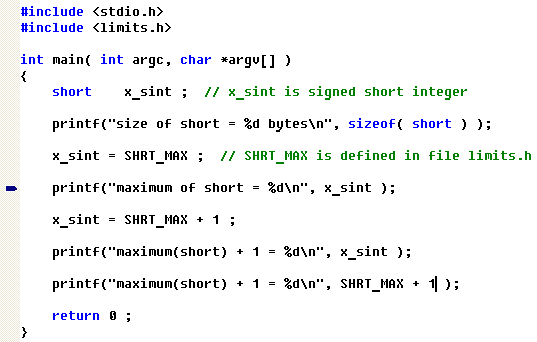 #include <stdio.h>
#include <limits.h>
int main( int argc, char *argv[] )
{
short    x_sint ;  // x_sint is signed short integer
printf("size of short = %d bytes\n", sizeof( short ) );
x_sint = SHRT_MAX ;  // SHRT_MAX is defined in file limits.h
printf("maximum of short = %d\n", x_sint );
x_sint = SHRT_MAX + 1 ;
printf("maximum(short) + 1 = %d\n", x_sint );
printf("maximum(short) + 1 = %d\n", SHRT_MAX + 1 );
return 0 ;
}